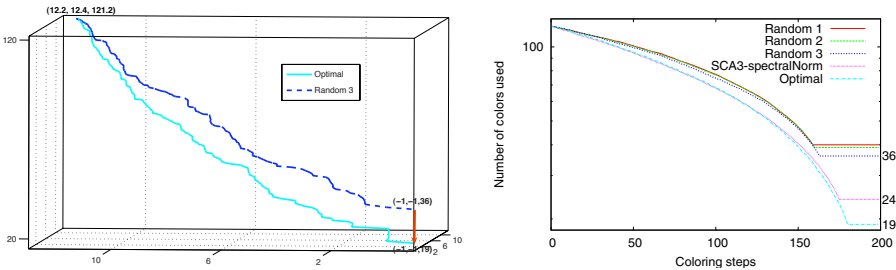 (12.2, 12.4, 121.2)
120
Optimal
Random 3
(−1,−1,36)
20
(−1,−1,19)
10
6
2
2
6
10
Number of colors used
100
Random 1
Random 2
Random 3
SCA3-spectralNorm
Optimal
36
24
19
0
50
100
150
200
Coloring steps